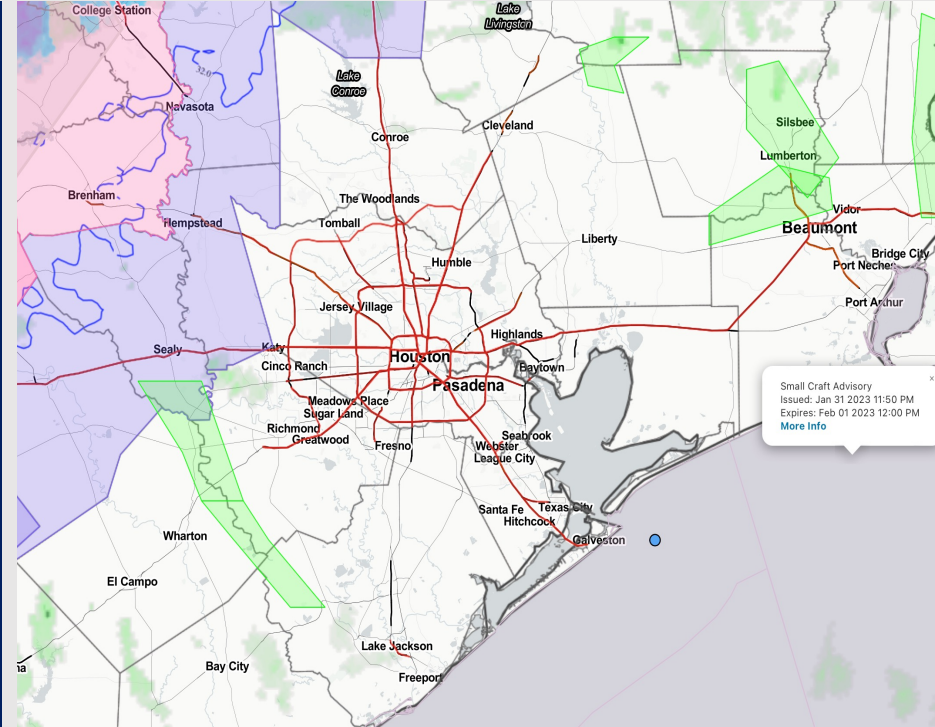 College Station
Lake
Livingston
32.0
Lake
Conroe
Navasota
Silsbee
Conroe
Cleveland
Lumberton
Brenham
The Woodlands
Hempstead
Tomball
Vidor
Beaumont
Liberty
Bridge City
Humble
Port Neches
Jersey Village
Port Arthur
Highlands
Sealy
Katy
Houston
Cinco Ranch
Baytown
Pasadena
Small Craft Advisory
Issued: Jan 31 2023 11:50 PM
Expires: Feb 01 2023 12:00 PM
More Info
×
Meadows Place
Sugar Land
Richmond
Greatwood
Fresno
Seabrook
Webster
League City
Santa Fe
Texas City
Hitchcock
Wharton
Galveston
El Campo
Lake Jackson
na
Bay City
Freeport